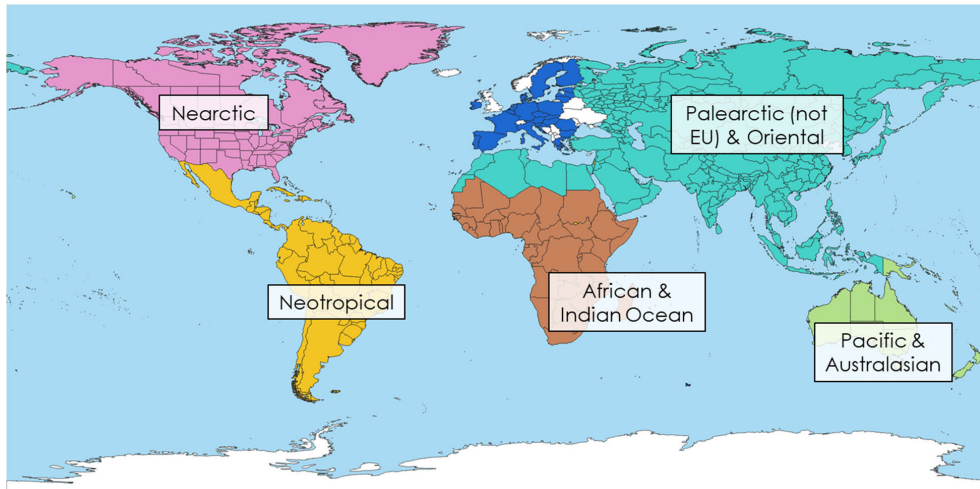 Nearctic
Palearctic (not
EU) & Oriental
Neotropical
African &
Indian Ocean
Pacific &
Australasian